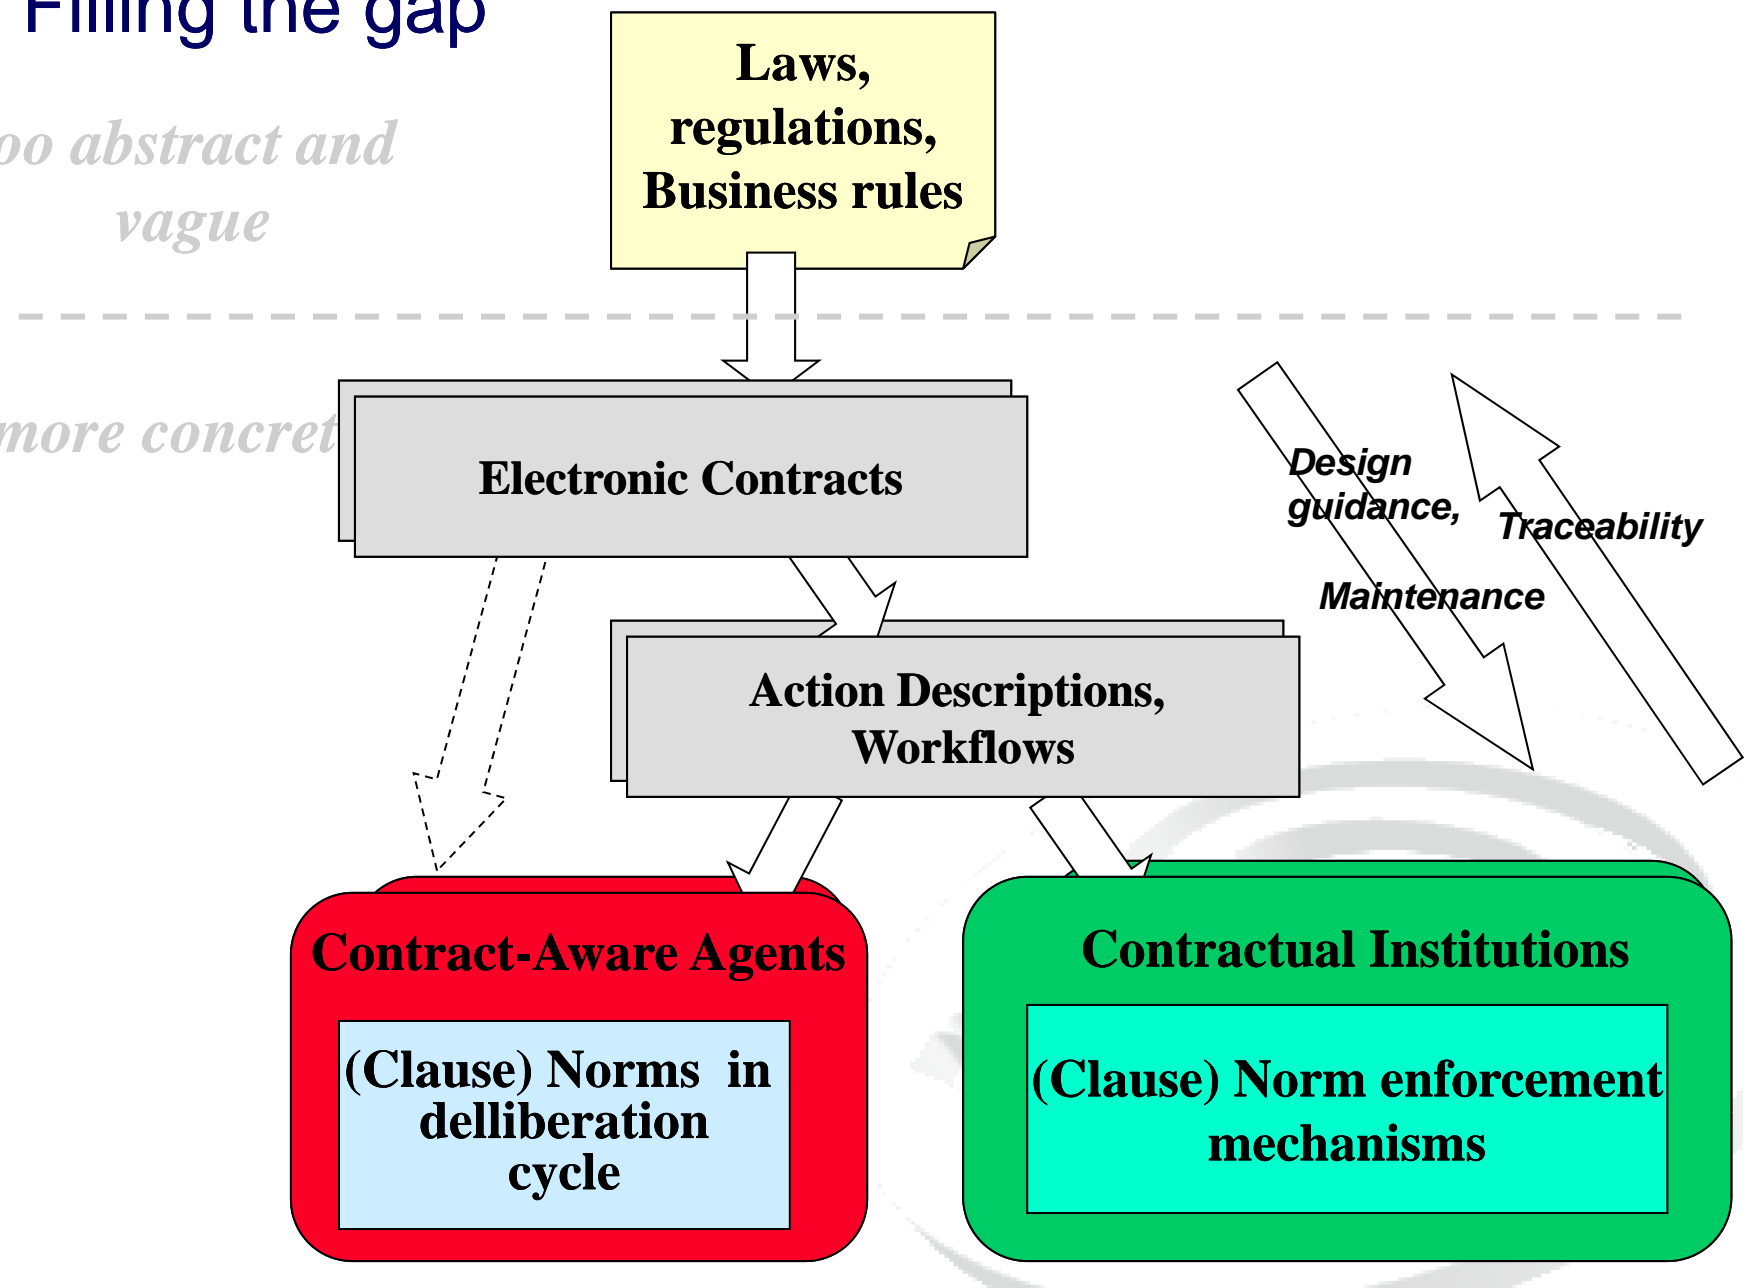 Filling the gap
Laws,
regulations,
Business rules
oo abstract and
vague
more concret
Electronic Contracts
Design
guidance,
Traceability
Maintenance
Action Descriptions,
Workflows
Contract-Aware Agents
(Clause) Norms in
delliberation
cycle
Contractual Institutions
(Clause) Norm enforcement
mechanisms